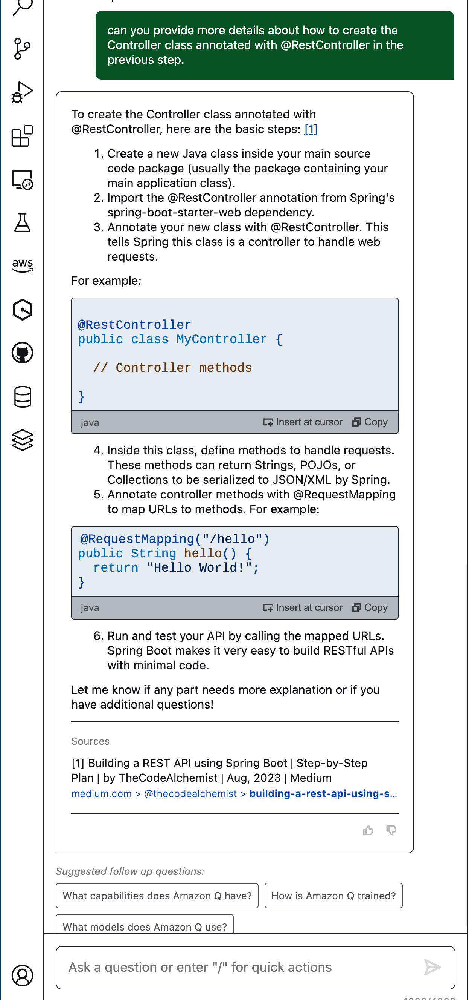 can you provide more details about how to create the
Controller class annotated with @RestController in the
previous step.
To create the Controller class annotated with
@RestController, here are the basic steps: [1]
1. Create a new Java class inside your main source
code package (usually the package containing your
main application class).
2. Import the @RestController annotation from Spring's
spring-boot-starter-web dependency.
3. Annotate your new class with @RestController. This
tells Spring this class is a controller to handle web
requests.
aws
For example:
@RestController
public class MyController {
// Controller methods
}
java Insert at cursor Copy
4. Inside this class, define methods to handle requests.
These methods can return Strings, POJOs, or
Collections to be serialized to JSON/XML by Spring.
5. Annotate controller methods with @RequestMapping
to map URLs to methods. For example:
@RequestMapping("/hello")
public String hello() {
return "Hello World!";
}
java Insert at cursor Copy
6. Run and test your API by calling the mapped URLs.
Spring Boot makes it very easy to build RESTful APIs
with minimal code.
Let me know if any part needs more explanation or if you
have additional questions!
Sources
[1] Building a REST API using Spring Boot | Step-by-Step
Plan | by TheCodeAlchemist | Aug, 2023 | Medium
medium.com > @thecodealchemist > building-a-rest-api-using-s...
Suggested follow up questions:
What capabilities does Amazon Q have? How is Amazon Q trained?
What models does Amazon Q use?
Ask a question or enter "/" for quick actions